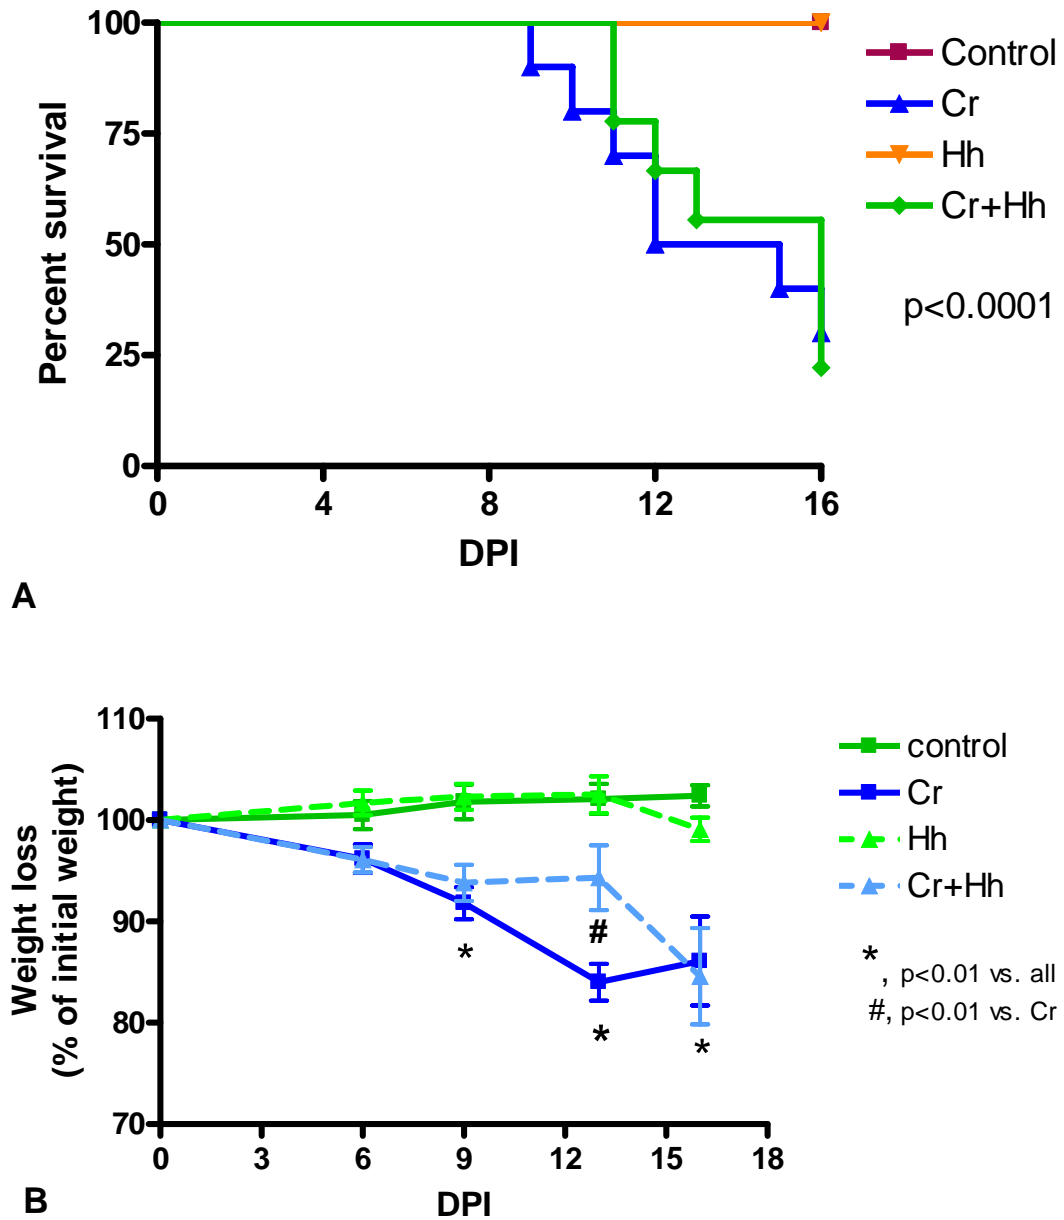 100
75
50
25
0
Percent survival
0 4 8 12 16
DPI
Control
Cr
Hh
Cr+Hh
p<0.0001
A
110
100
90
80
70
Weight loss
(% of initial weight)
#
*
*
*
0 3 6 9 12 15 18
DPI
control
Cr
Hh
Cr+Hh
*, p<0.01 vs. all
#, p<0.01 vs. Cr
B